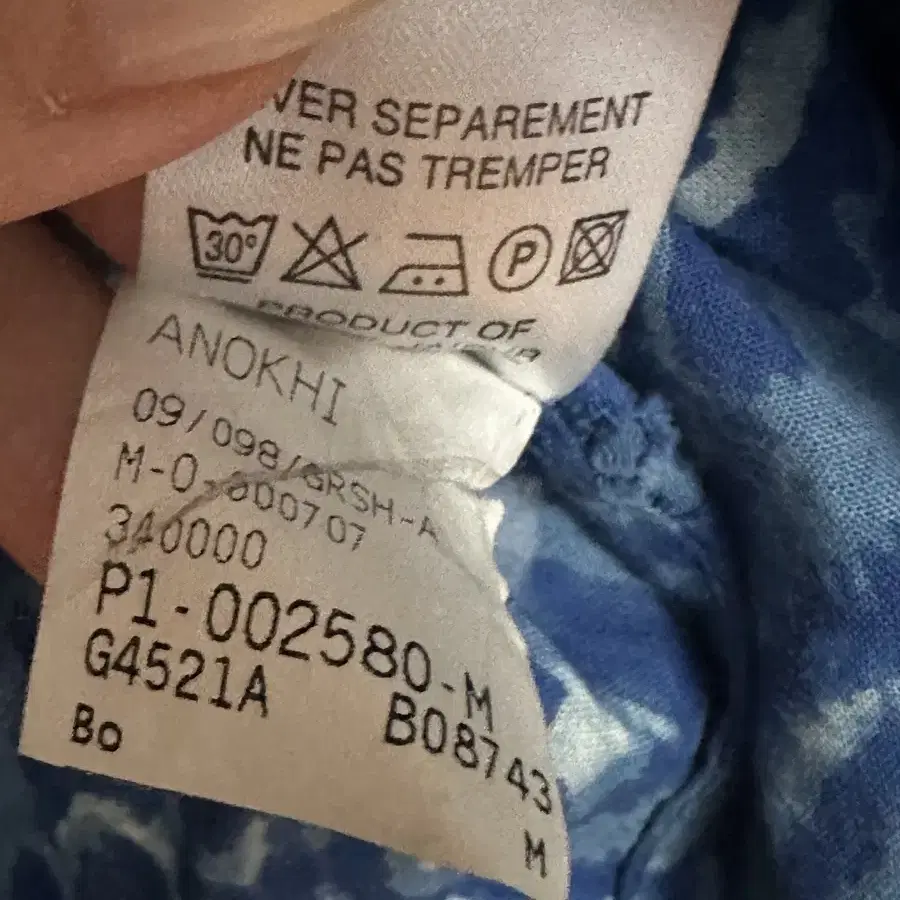 VER SEPAREMENT
NE PAS TREMPER
30° P
PRODUCT OF
ANOKHI
09/098/GRSH-A
M-0-000707
340000
P1-002580-M
G4521A B08743
Bo
M